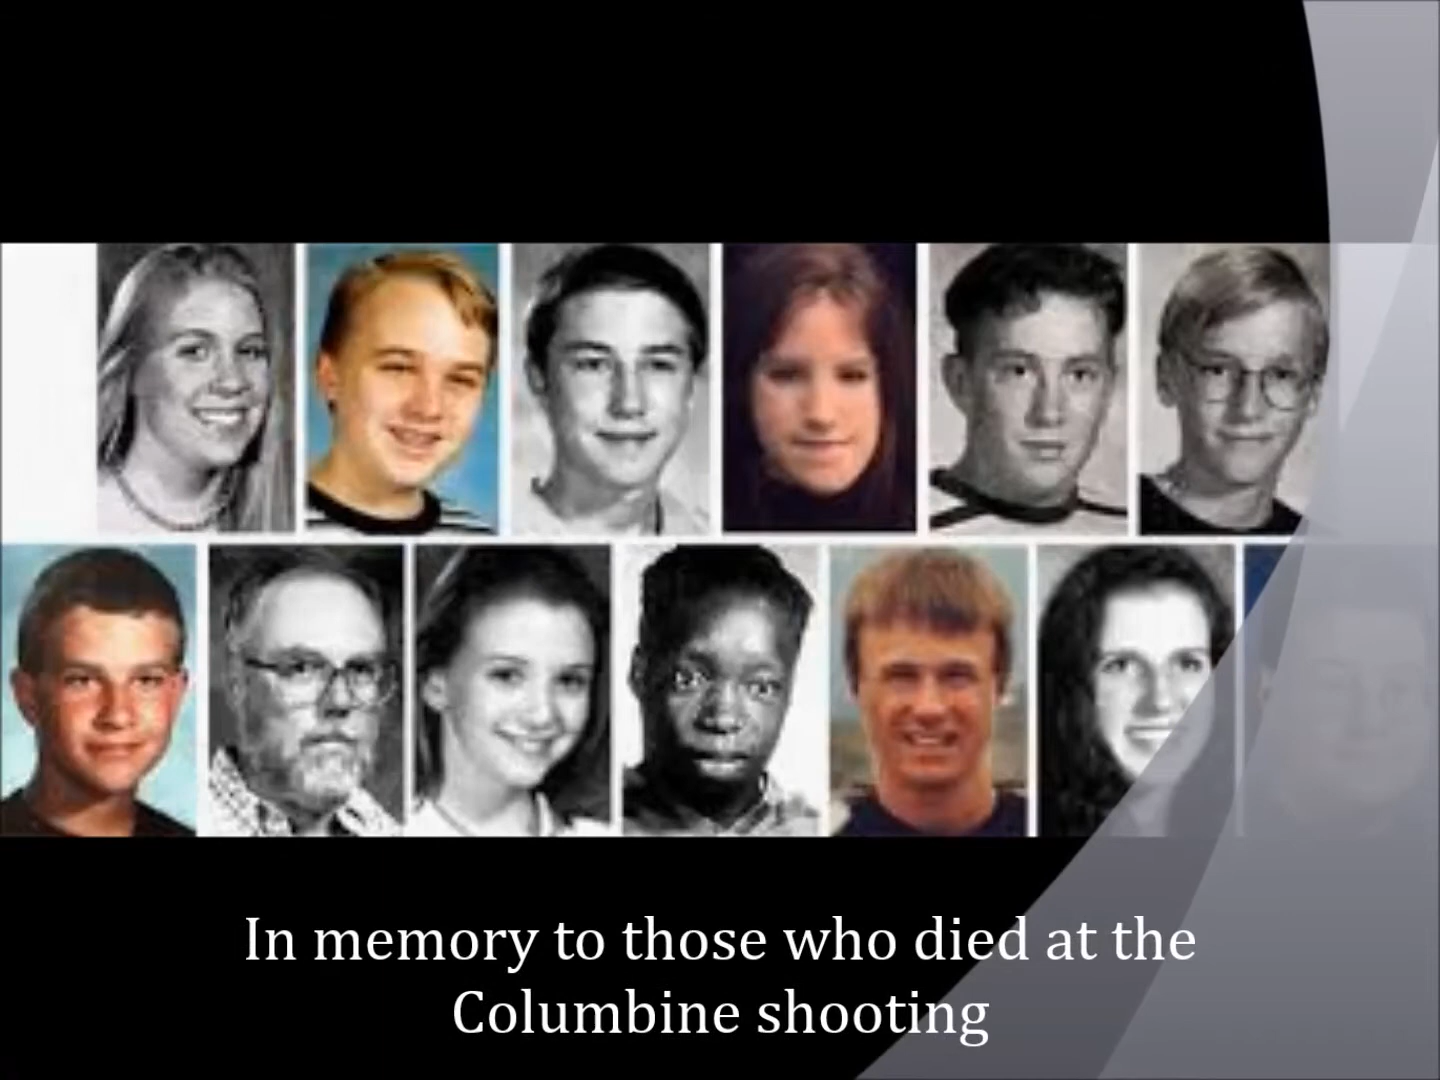 In memory to those who died at the
Columbine shooting